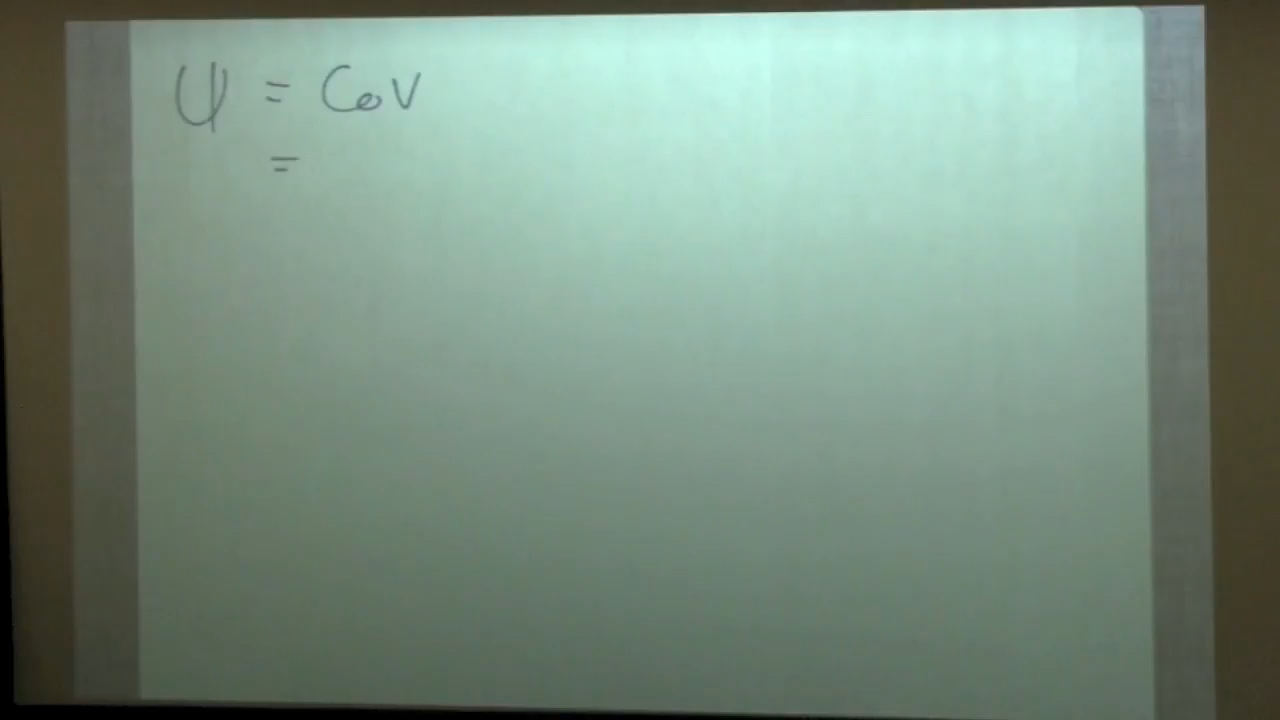 ψ = Cov
=